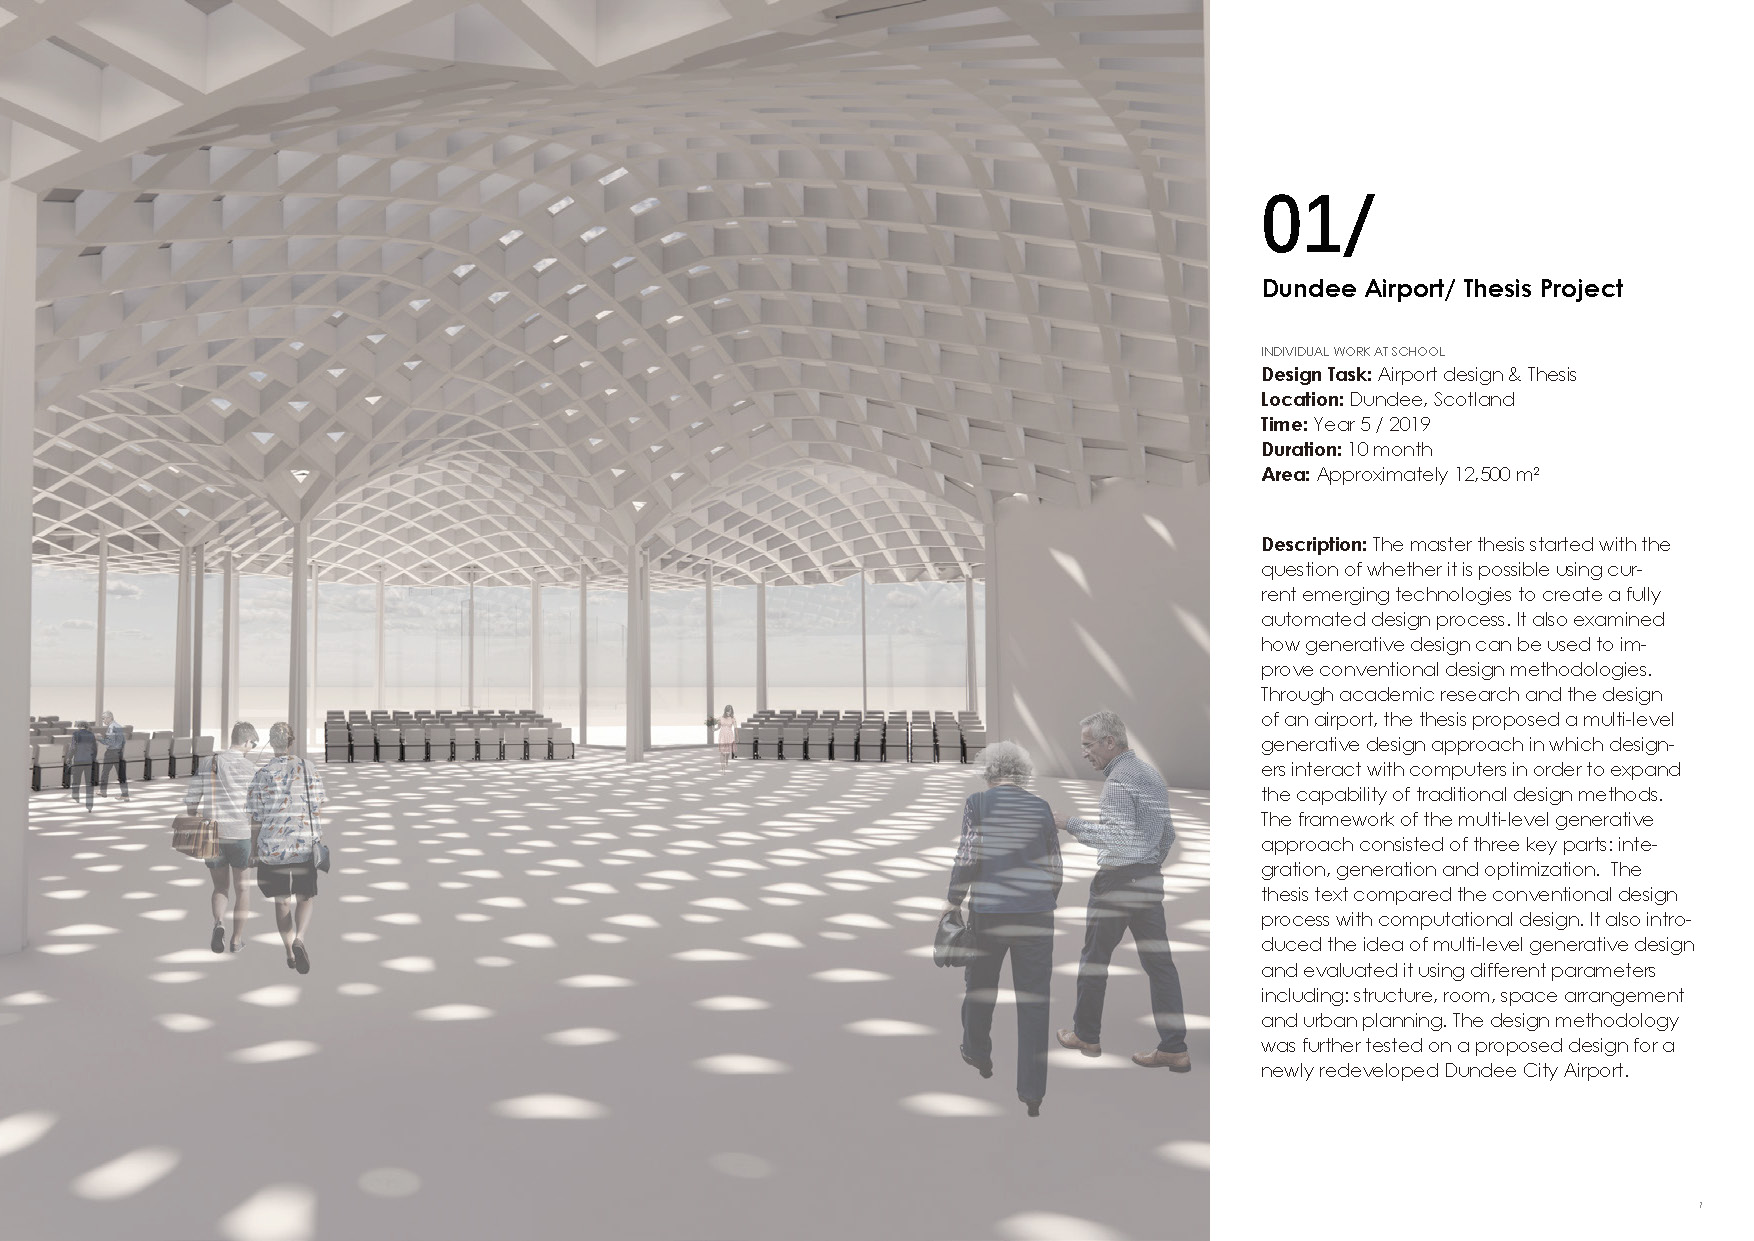 01/
Dundee Airport/ Thesis Project
INDIVIDUAL WORK AT SCHOOL
Design Task: Airport design & Thesis
Location: Dundee, Scotland
Time: Year 5 / 2019
Duration: 10 month
Area: Approximately 12,500 m²
Description: The master thesis started with the
question of whether it is possible using cur-
rent emerging technologies to create a fully
automated design process. It also examined
how generative design can be used to im-
prove conventional design methodologies.
Through academic research and the design
of an airport, the thesis proposed a multi-level
generative design approach in which design-
ers interact with computers in order to expand
the capability of traditional design methods.
The framework of the multi-level generative
approach consisted of three key parts: inte-
gration, generation and optimization. The
thesis text compared the conventional design
process with computational design. It also intro-
duced the idea of multi-level generative design
and evaluated it using different parameters
including: structure, room, space arrangement
and urban planning. The design methodology
was further tested on a proposed design for a
newly redeveloped Dundee City Airport.